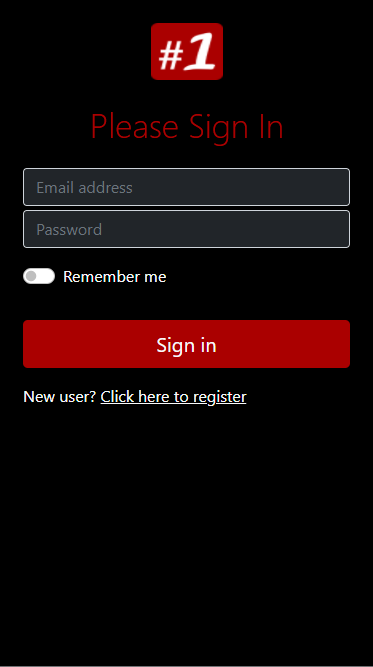 #1
Please Sign In
Email address
Password
Remember me
Sign in
New user? Click here to register